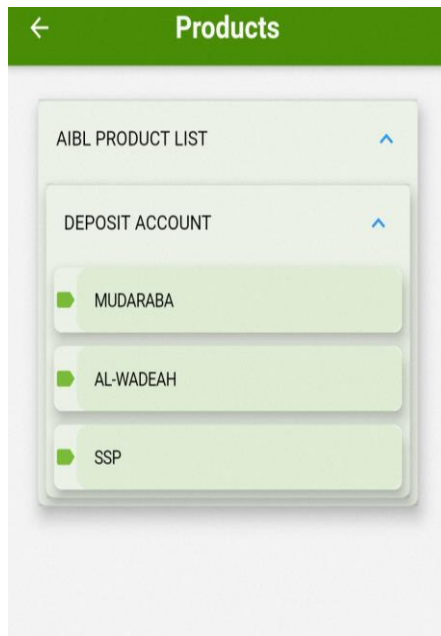 Products
AIBL PRODUCT LIST
DEPOSIT ACCOUNT
MUDARABA
AL-WADEAH
SSP